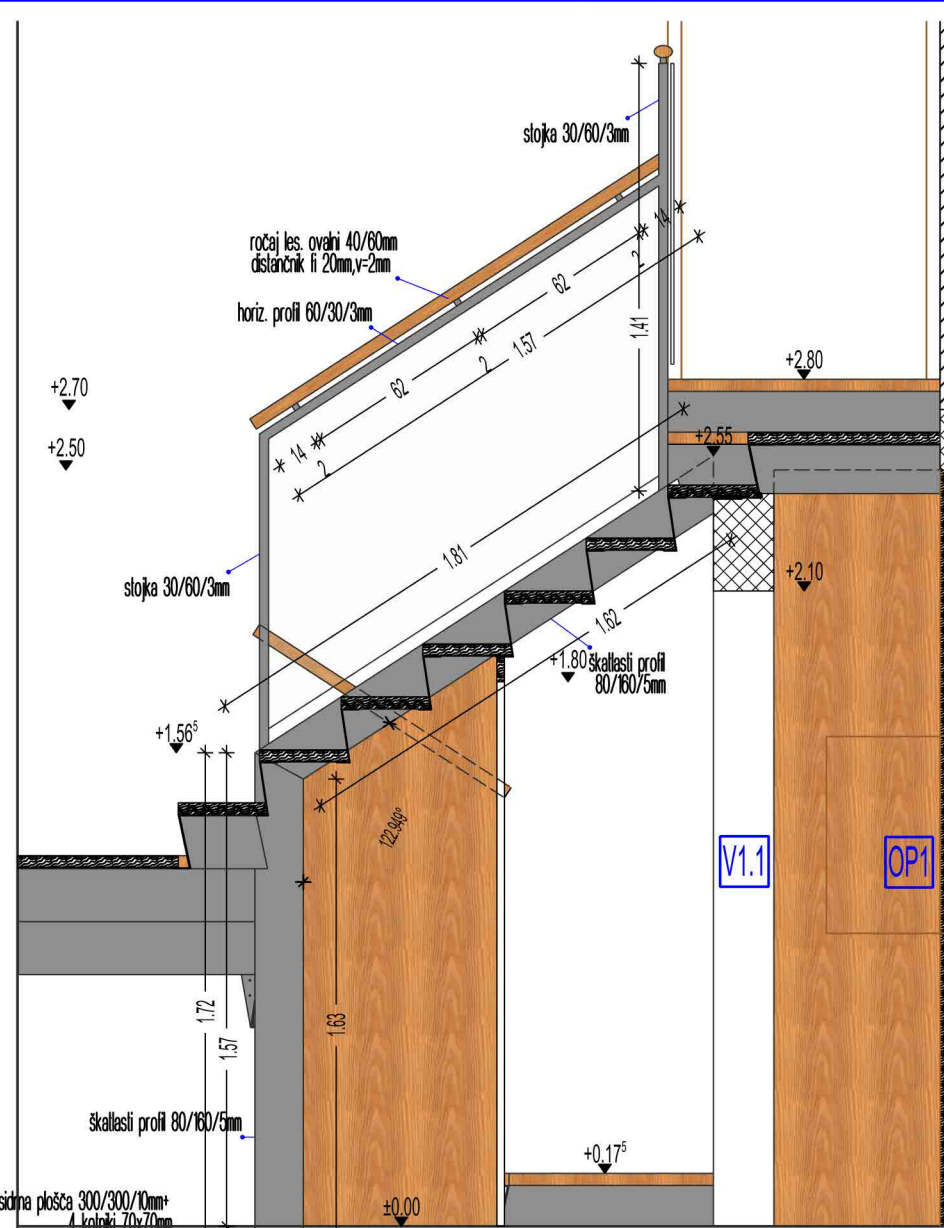 stojka 30/60/3mm
ročaj les. ovalni 40/60mm
distančnik fi 20mm,v=2mm
horiz. profil 60/30/3mm
14
2
62
1.57
2
62
14
2
1.41
+2.80
+2.70
+2.50
+2.55
1.81
stojka 30/60/3mm
+2.10
1.62
+1.80
škatlasti profil
80/160/5mm
+1.56⁵
122.949°
V1.1
OP1
1.72
1.57
1.63
škatlasti profil 80/160/5mm
+0.17⁵
sidrna plošča 300/300/10mm+
4 kotniki 70x70mm
±0.00